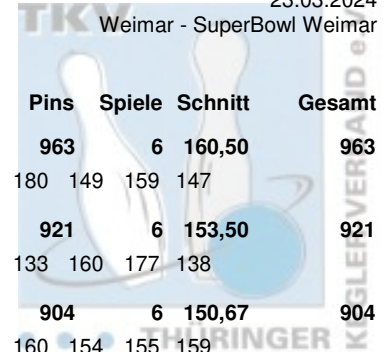 23.03.2024
TKV
Weimar - SuperBowl Weimar
Pins Spiele Schnitt Gesamt
963 6 160,50 963
180 149 159 147
921 6 153,50 921
133 160 177 138
904 6 150,67 904
160 154 155 159
THÜRINGER
KEGLERVERBAND e.V.